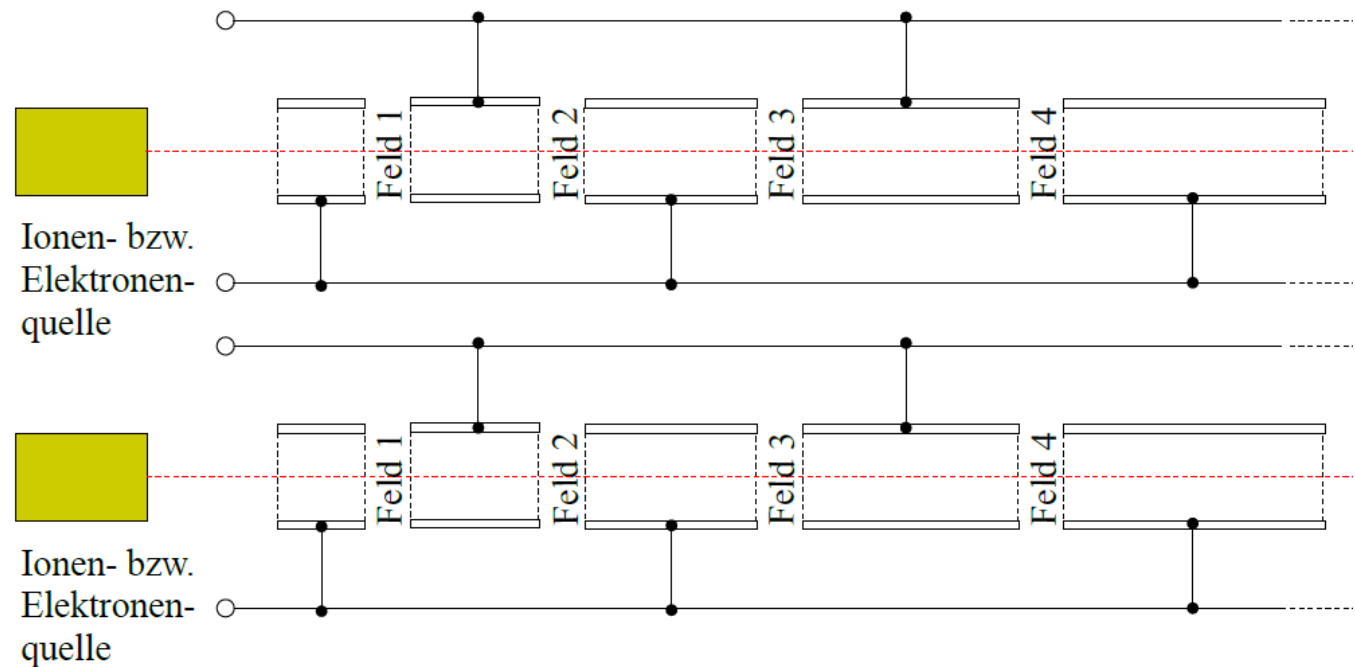 Feld 1
Feld 2
Feld 3
Feld 4
Ionen- bzw.
Elektronen-
quelle
Feld 1
Feld 2
Feld 3
Feld 4
Ionen- bzw.
Elektronen-
quelle